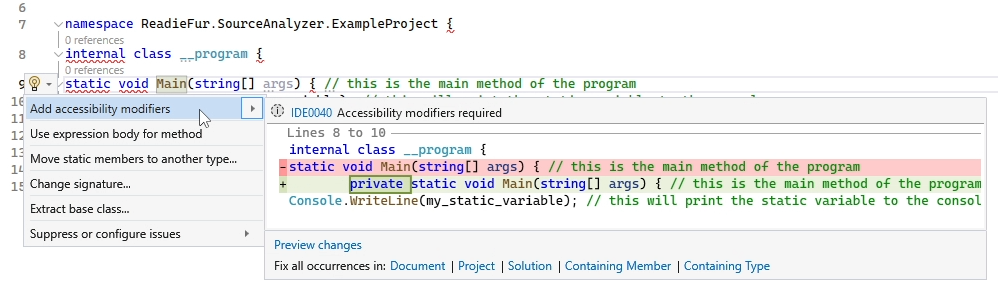 6
7 namespace ReadieFur.SourceAnalyzer.ExampleProject {
0 references
8 internal class __program {
0 references
9 static void Main(string[] args) { // this is the main method of the program
10
Add accessibility modifiers
11
Use expression body for method
12
Move static members to another type...
13
Change signature...
14
Extract base class...
15
Suppress or configure issues
IDE0040 Accessibility modifiers required
Lines 8 to 10
internal class __program {
- static void Main(string[] args) { // this is the main method of the program
+ private static void Main(string[] args) { // this is the main method of the program
Console.WriteLine(my_static_variable); // this will print the static variable to the consol
Preview changes
Fix all occurrences in: Document | Project | Solution | Containing Member | Containing Type